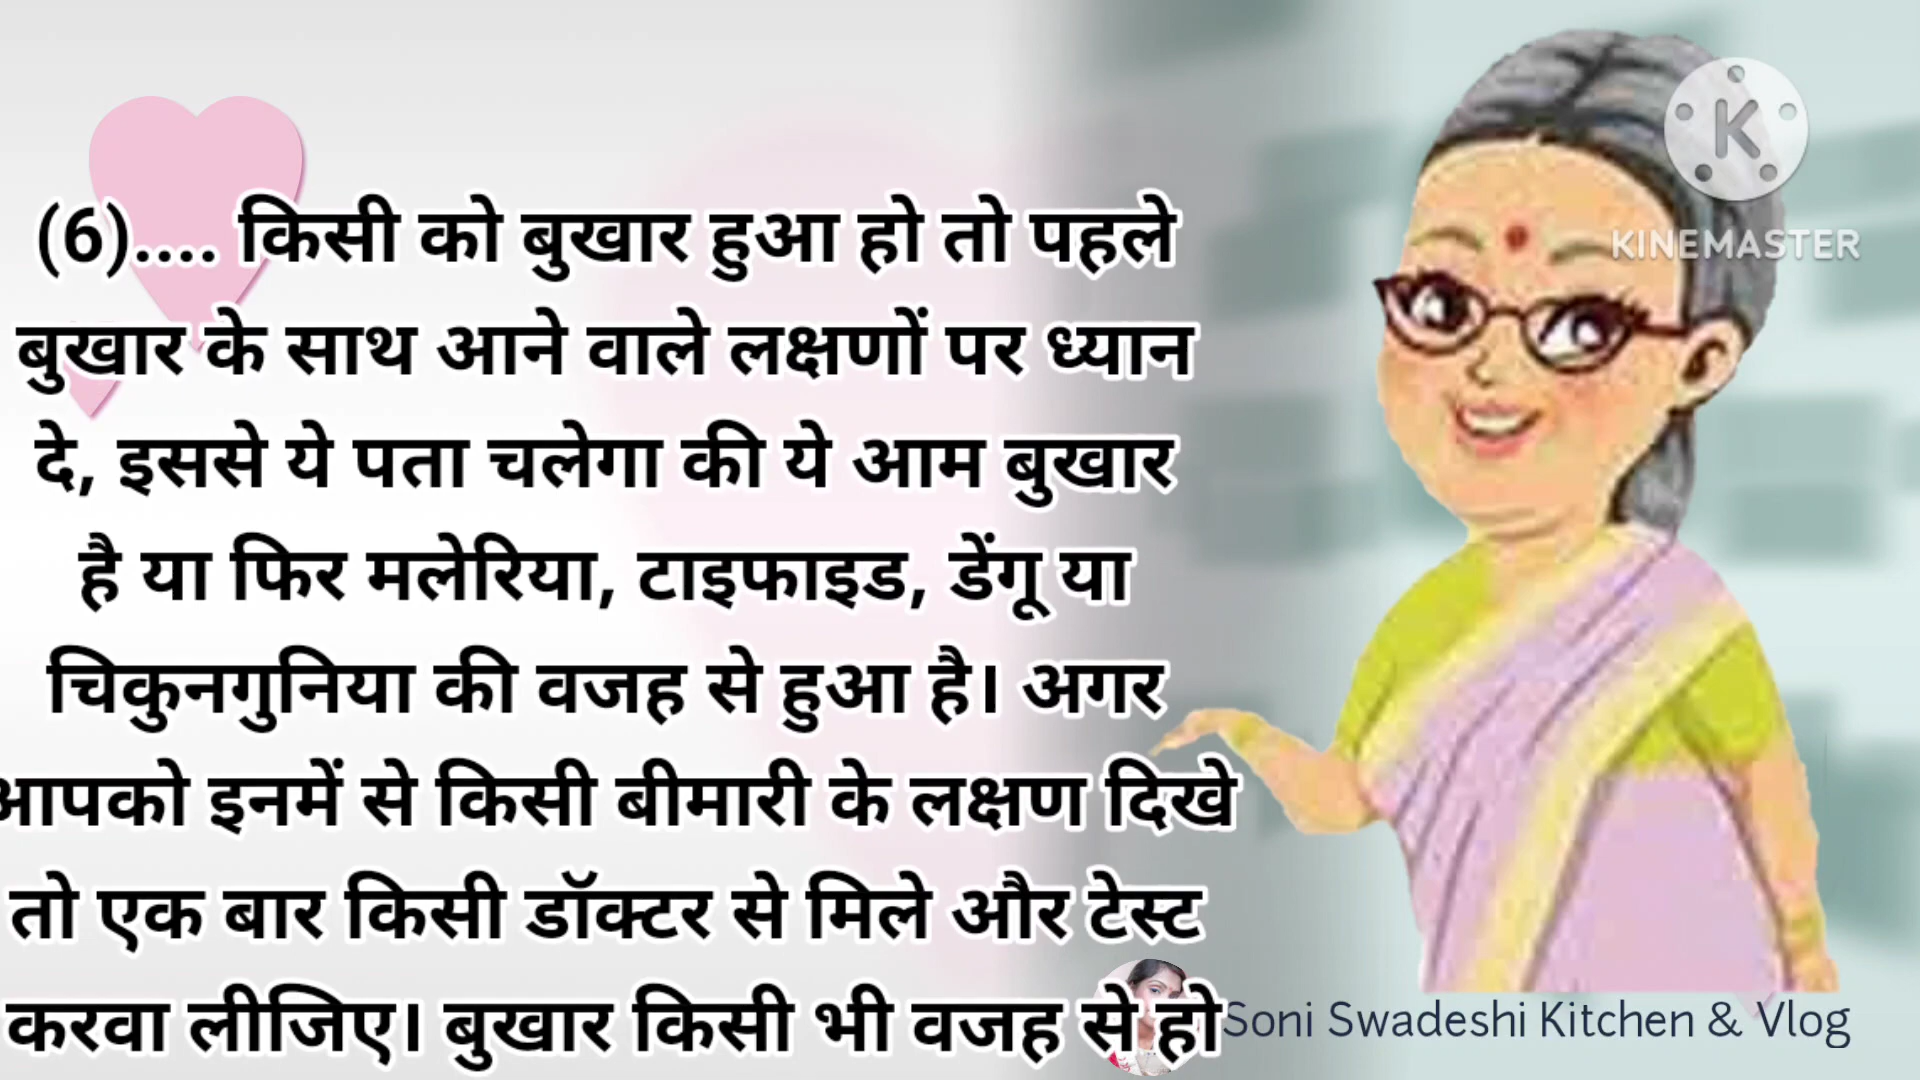 (6).... किसी को बुखार हुआ हो तो पहले
बुखार के साथ आने वाले लक्षणों पर ध्यान
दे, इससे ये पता चलेगा की ये आम बुखार
है या फिर मलेरिया, टाइफाइड, डेंगू या
चिकुनगुनिया की वजह से हुआ है। अगर
आपको इनमें से किसी बीमारी के लक्षण दिखे
तो एक बार किसी डॉक्टर से मिले और टेस्ट
करवा लीजिए। बुखार किसी भी वजह से हो
K
KINEMASTER
Soni Swadeshi Kitchen & Vlog